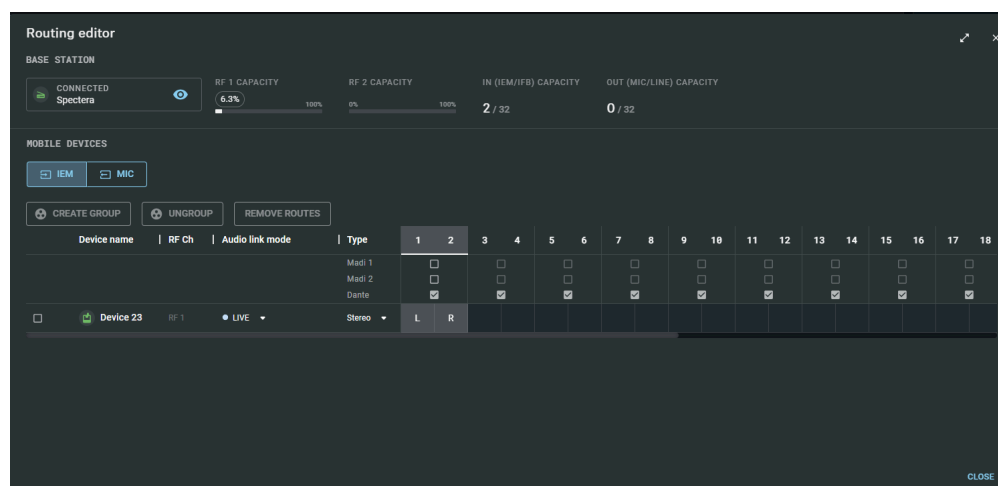 Routing editor
BASE STATION
CONNECTED
Spectera
RF 1 CAPACITY
6.3%
100%
RF 2 CAPACITY
0%
100%
IN (IEM/IFB) CAPACITY
2 / 32
OUT (MIC/LINE) CAPACITY
0 / 32
MOBILE DEVICES
IEM MIC
CREATE GROUP UNGROUP REMOVE ROUTES
Device name RF Ch Audio link mode Type 1 2 3 4 5 6 7 8 9 10 11 12 13 14 15 16 17 18
Madi 1
Madi 2
Dante
Device 23 RF 1 LIVE Stereo L R
CLOSE